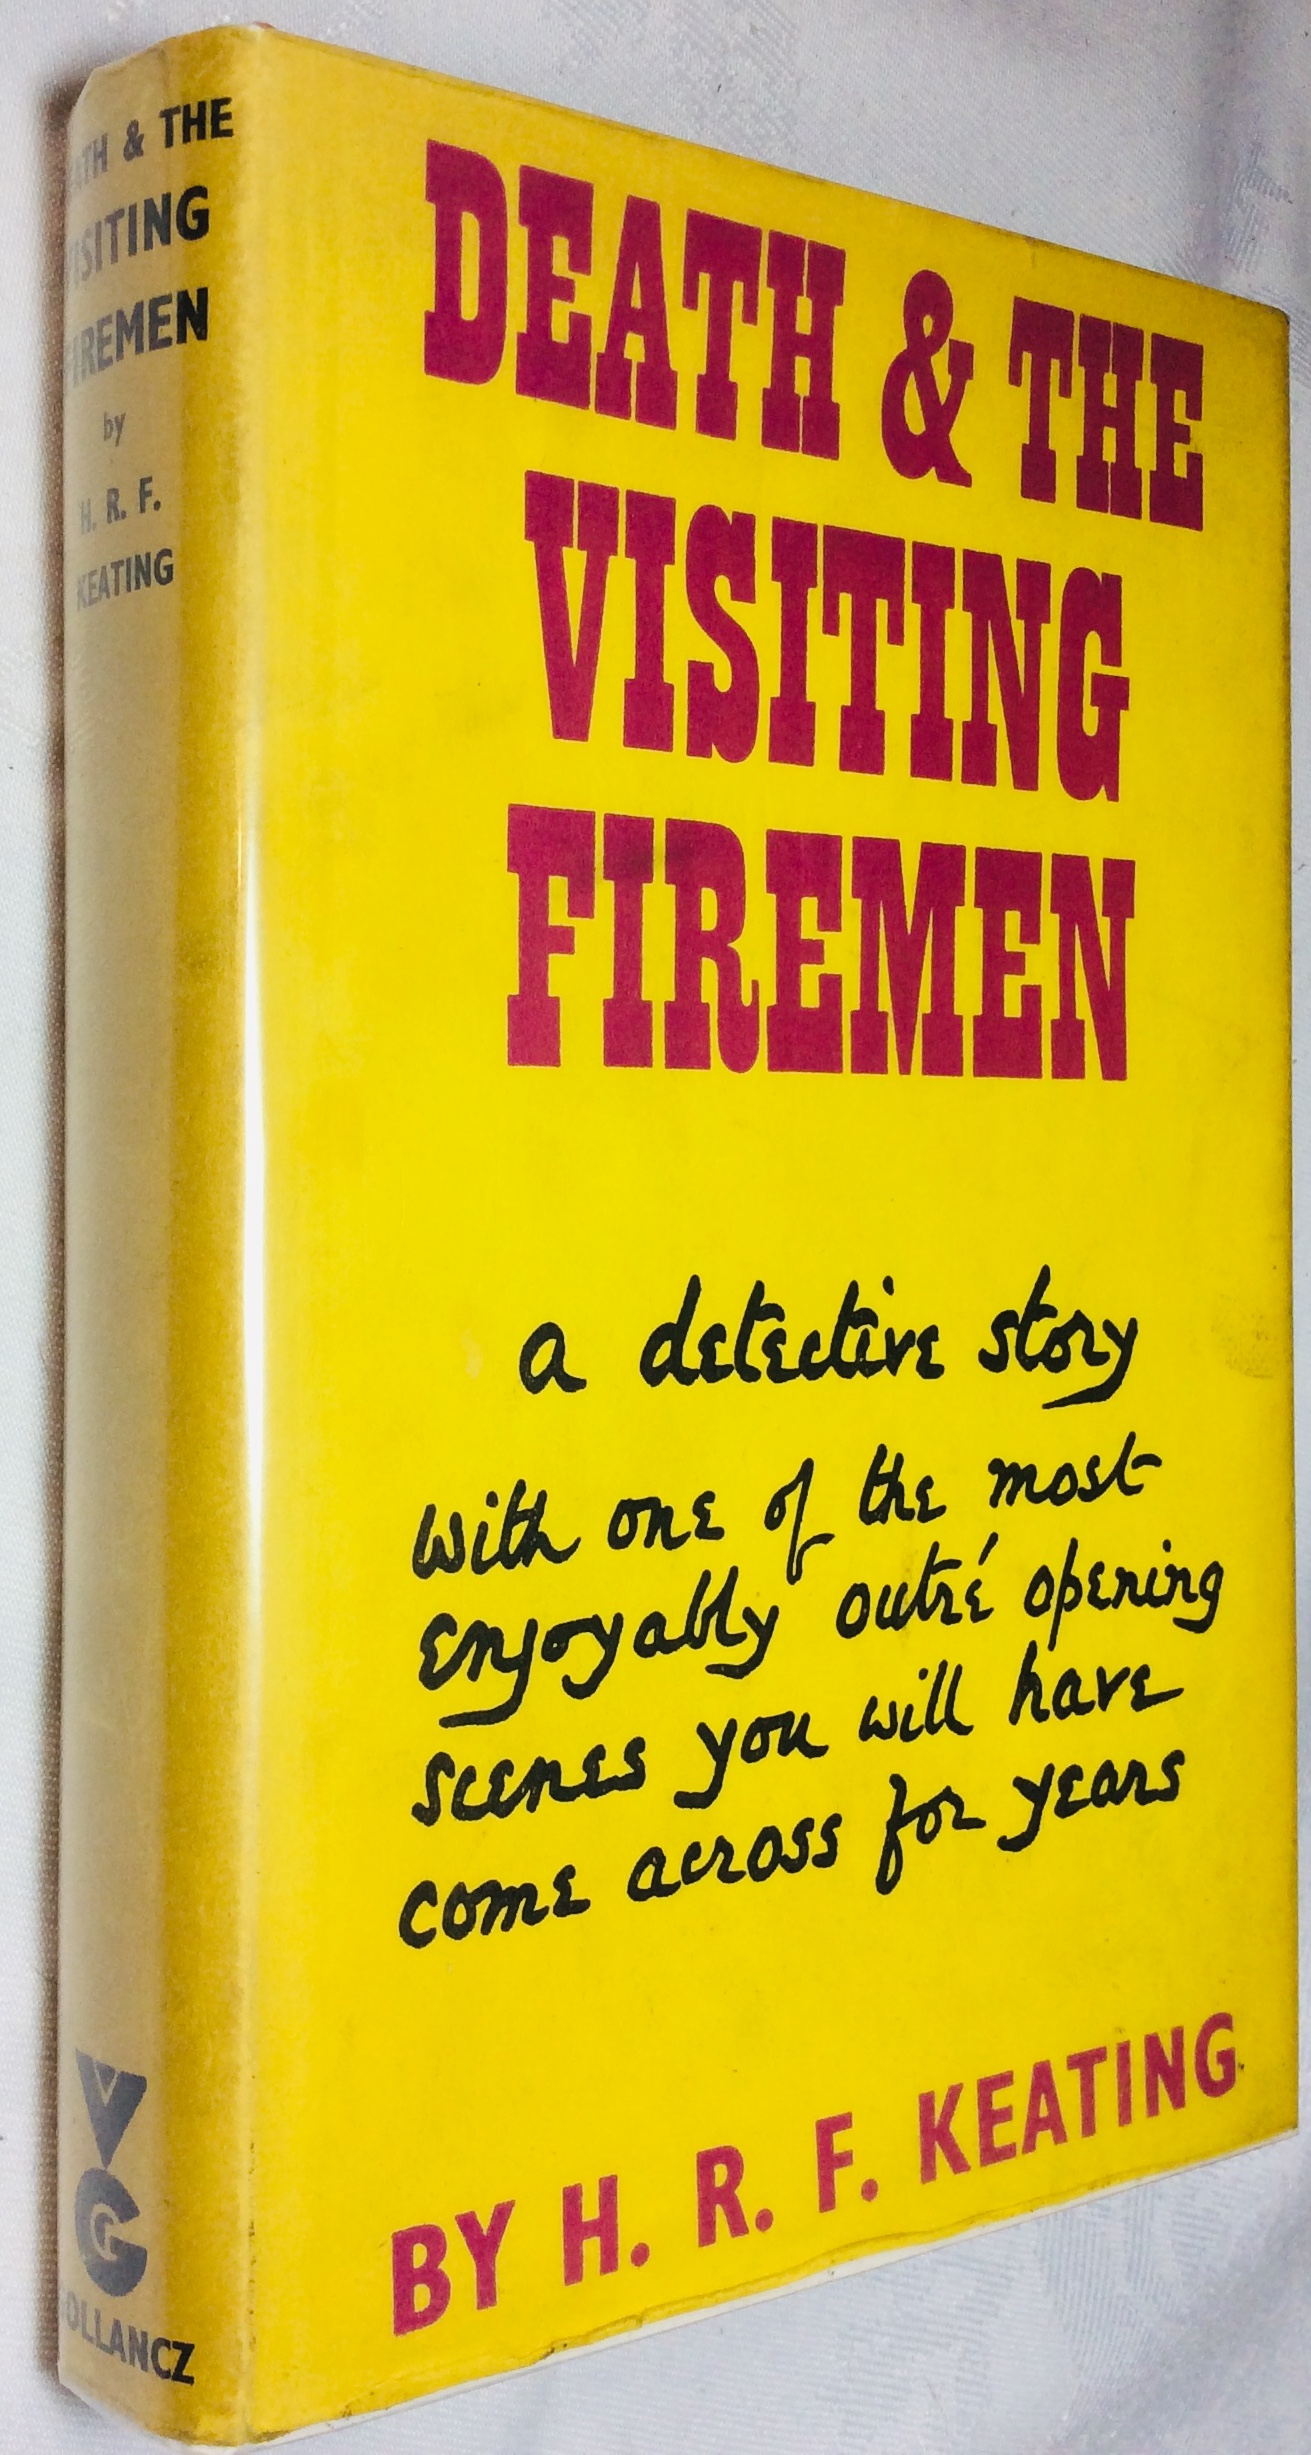 & THE
VISITING
FIREMEN
by
H. R. F.
KEATING
VG
GOLLANCZ
DEATH & THE
VISITING
FIREMEN
a detective story
with one of the most
enjoyably outré opening
scenes you will have
come across for years
BY H. R. F. KEATING